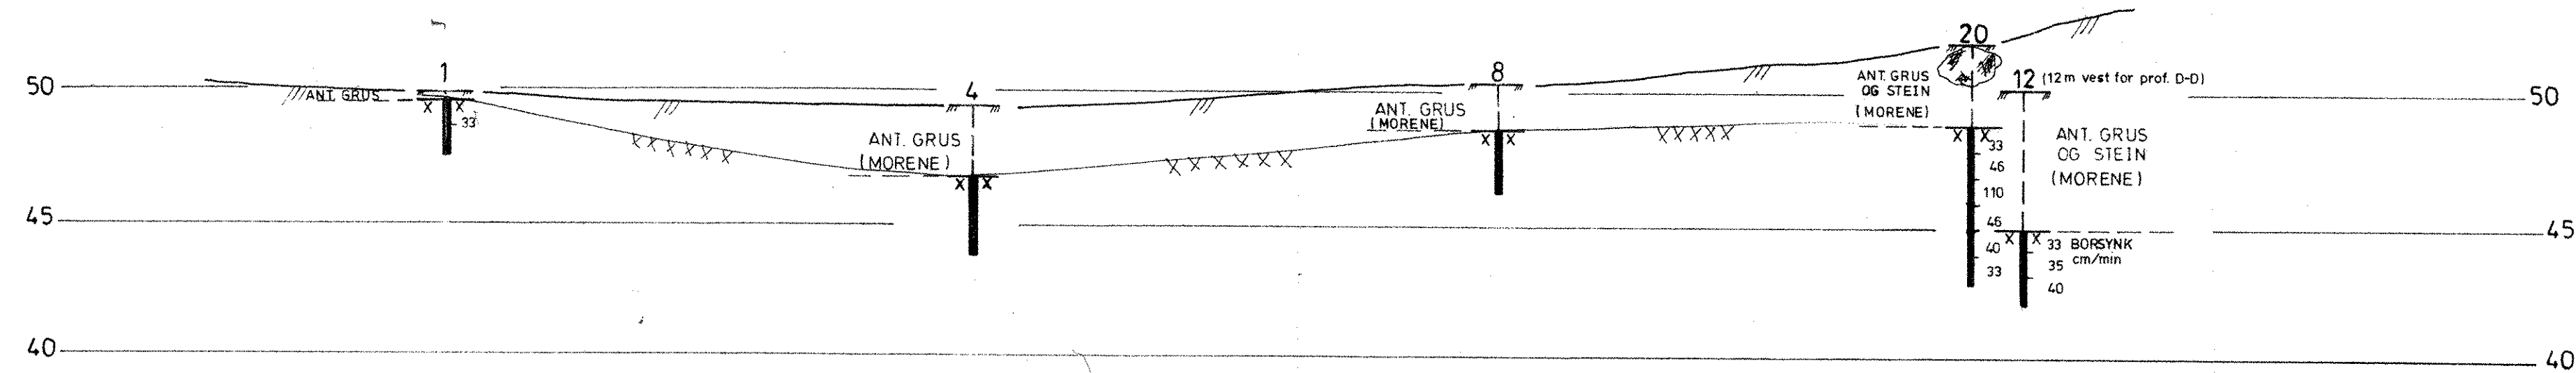 20
1
8
12 (12 m vest for prof. D-D)
50
4
50
ANT. GRUS
ANT. GRUS
(MORENE)
ANT. GRUS
OG STEIN
(MORENE)
33
ANT. GRUS
(MORENE)
33
46
110
46
40
33
ANT. GRUS
OG STEIN
(MORENE)
45
45
33 BORSYNK
35 cm/min
40
40
40